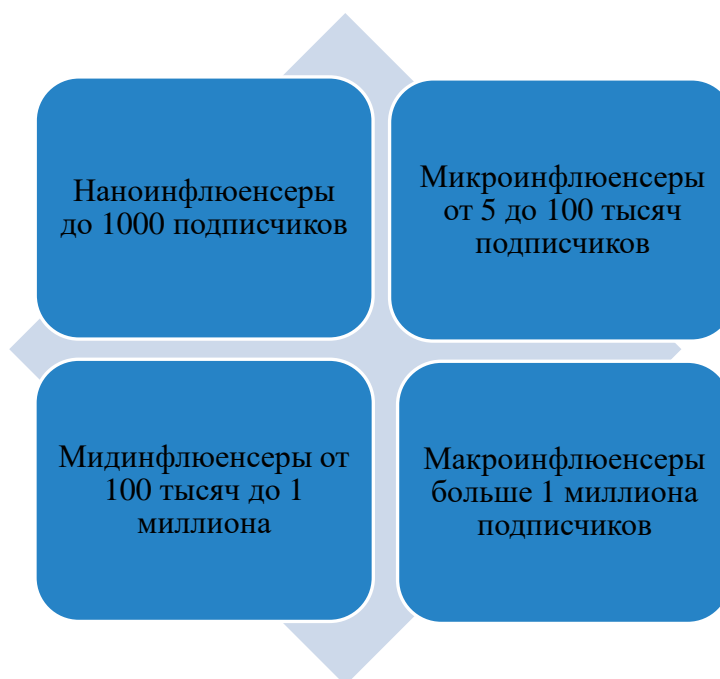 Наноинфлюенсеры
до 1000 подписчиков
Микроинфлюенсеры
от 5 до 100 тысяч
подписчиков
Мидинфлюенсеры от
100 тысяч до 1
миллиона
Макроинфлюенсеры
больше 1 миллиона
подписчиков